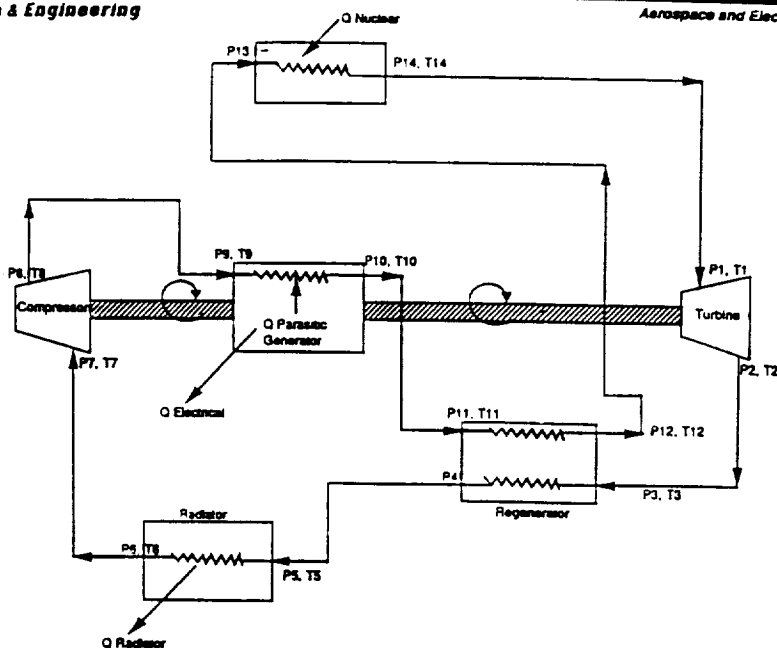 & Engineering
Aerospace and Elec
Q Nuclear
P13
P14, T14
P9, T9
P10, T10
P8, T8
Compressor
P1, T1
Turbine
Q Parasitic
Generator
P7, T7
P2, T2
Q Electrical
P11, T11
P12, T12
P4
P3, T3
Regenerator
Radiator
P6, T6
P5, T5
Q Radiator